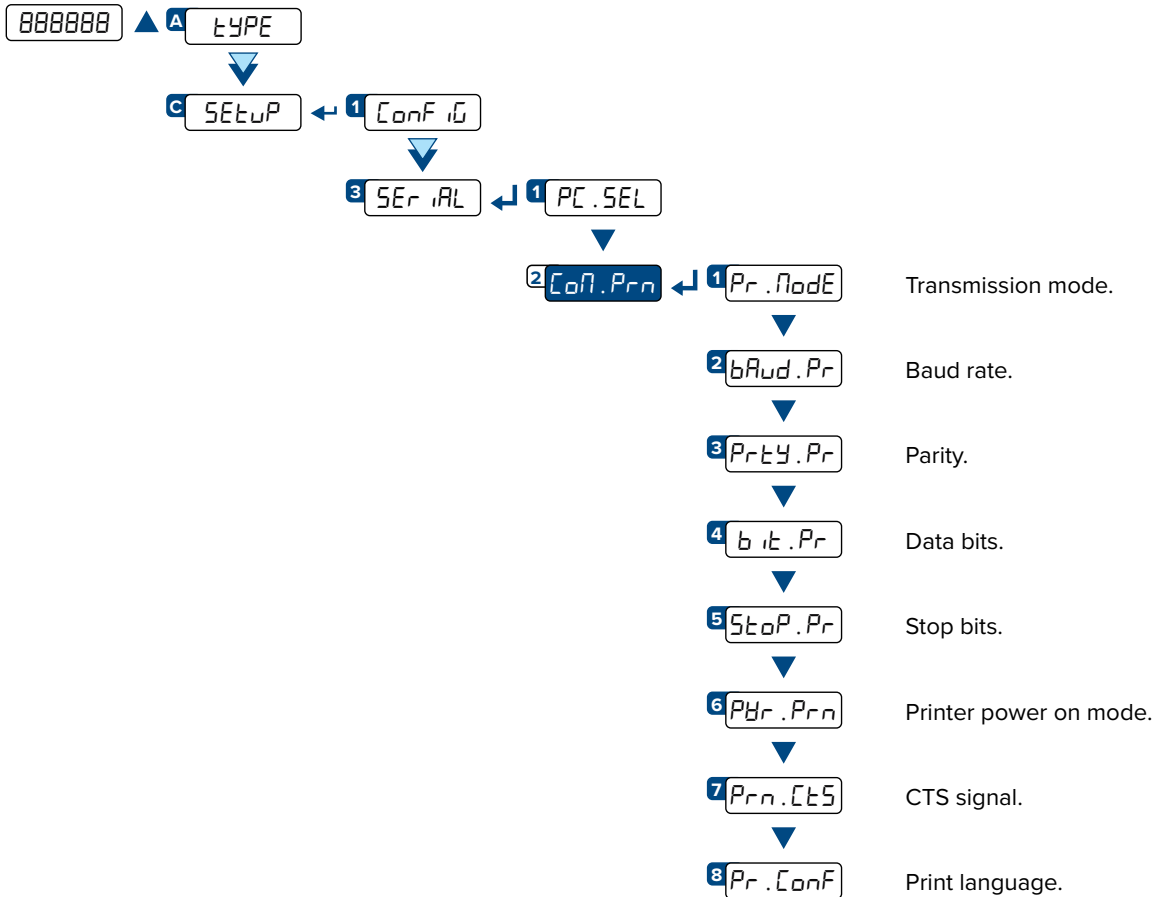 888888 A tYPE
C SEtuP 1 ConFiG
3 SEriAL 1 PC.SEL
2 CoM.Prn 1 Pr.ModE Transmission mode.
2 bAud.Pr Baud rate.
3 PrtY.Pr Parity.
4 bit.Pr Data bits.
5 StoP.Pr Stop bits.
6 PWr.Prn Printer power on mode.
7 Prn.CtS CTS signal.
8 Pr.ConF Print language.